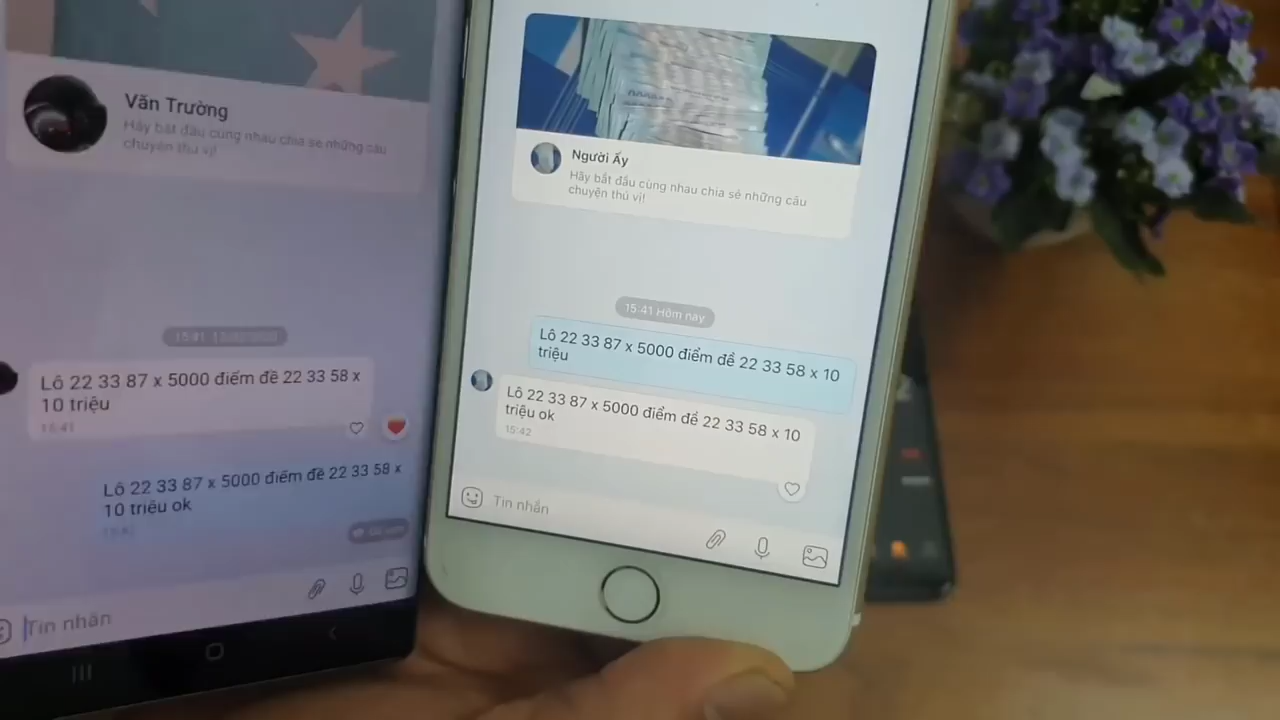 Văn Trường
Hãy bắt đầu cùng nhau chia sẻ những câu
chuyện thú vị!
15:41
Lô 22 33 87 x 5000 điểm đề 22 33 58 x
10 triệu
15:41
Lô 22 33 87 x 5000 điểm đề 22 33 58 x
10 triệu ok
Tin nhắn
Người Ấy
Hãy bắt đầu cùng nhau chia sẻ những câu
chuyện thú vị!
15:41 Hôm nay
Lô 22 33 87 x 5000 điểm đề 22 33 58 x 10
triệu
Lô 22 33 87 x 5000 điểm đề 22 33 58 x 10
triệu ok
15:42
Tin nhắn